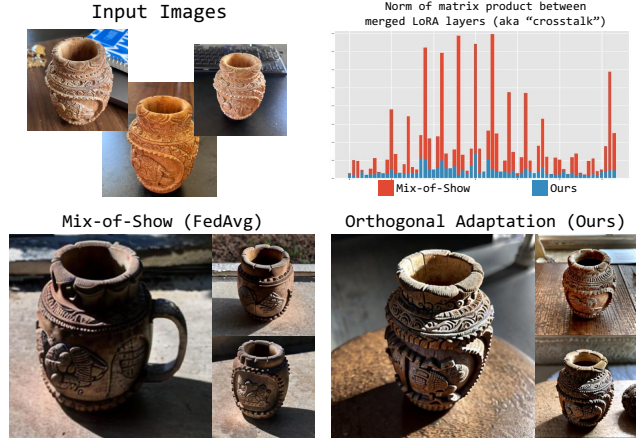 Input Images
Norm of matrix product between
merged LoRA layers (aka “crosstalk”)
Mix-of-Show
Ours
Mix-of-Show (FedAvg)
Orthogonal Adaptation (Ours)